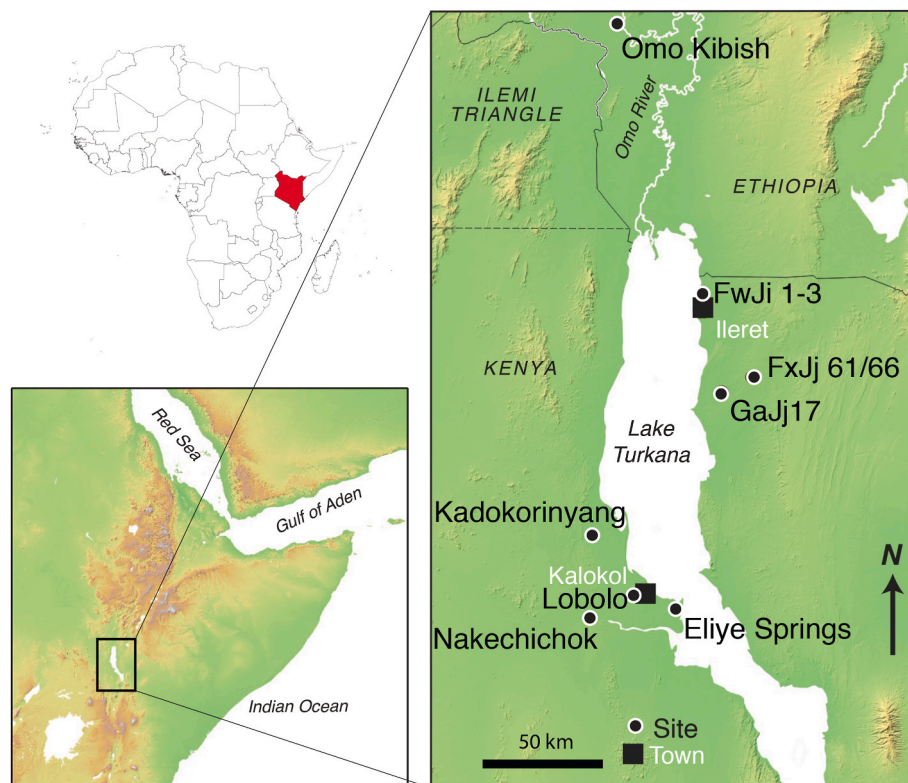 Red Sea
Gulf of Aden
Indian Ocean
Omo Kibish
ILEMI
TRIANGLE
Omo River
ETHIOPIA
FwJi 1-3
Ileret
KENYA
FxJj 61/66
GaJj17
Lake
Turkana
Kadokorinyang
Kalokol
Lobolo
Nakechichok
Eliye Springs
N
Site
Town
50 km